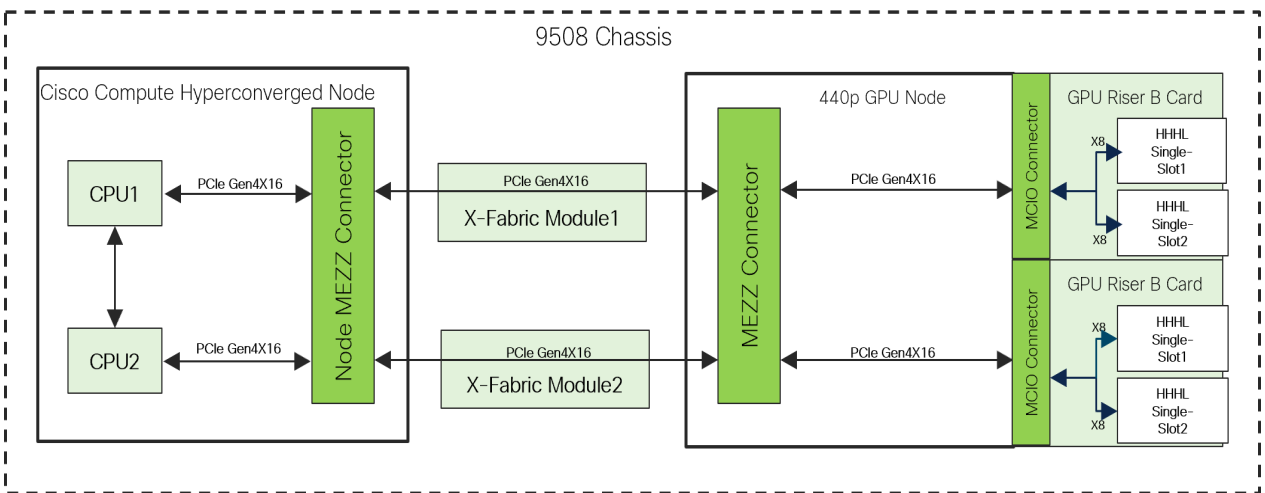 9508 Chassis
Cisco Compute Hyperconverged Node
CPU1
PCIe Gen4X16
CPU2
PCIe Gen4X16
Node MEZZ Connector
PCIe Gen4X16
X-Fabric Module1
PCIe Gen4X16
X-Fabric Module2
440p GPU Node
MEZZ Connector
PCIe Gen4X16
PCIe Gen4X16
MCIO Connector
GPU Riser B Card
X8
HHHL
Single-
Slot1
X8
HHHL
Single-
Slot2
MCIO Connector
GPU Riser B Card
X8
HHHL
Single-
Slot1
X8
HHHL
Single-
Slot2